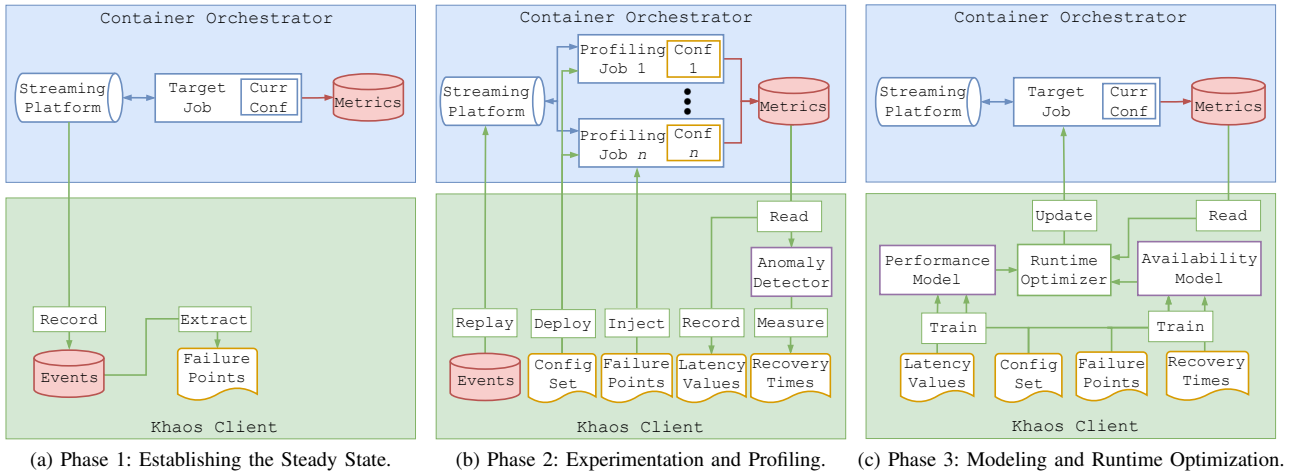 Container Orchestrator
Streaming
Platform
Target
Job
Curr
Conf
Metrics
Record
Events
Extract
Failure
Points
Khaos Client
(a) Phase 1: Establishing the Steady State.
Container Orchestrator
Streaming
Platform
Profiling
Job 1
Conf
1
Profiling
Job n
Conf
n
Metrics
Read
Anomaly
Detector
Replay
Deploy
Inject
Record
Measure
Events
Config
Set
Failure
Points
Latency
Values
Recovery
Times
Khaos Client
(b) Phase 2: Experimentation and Profiling.
Container Orchestrator
Streaming
Platform
Target
Job
Curr
Conf
Metrics
Update
Read
Performance
Model
Runtime
Optimizer
Availability
Model
Train
Train
Latency
Values
Config
Set
Failure
Points
Recovery
Times
Khaos Client
(c) Phase 3: Modeling and Runtime Optimization.